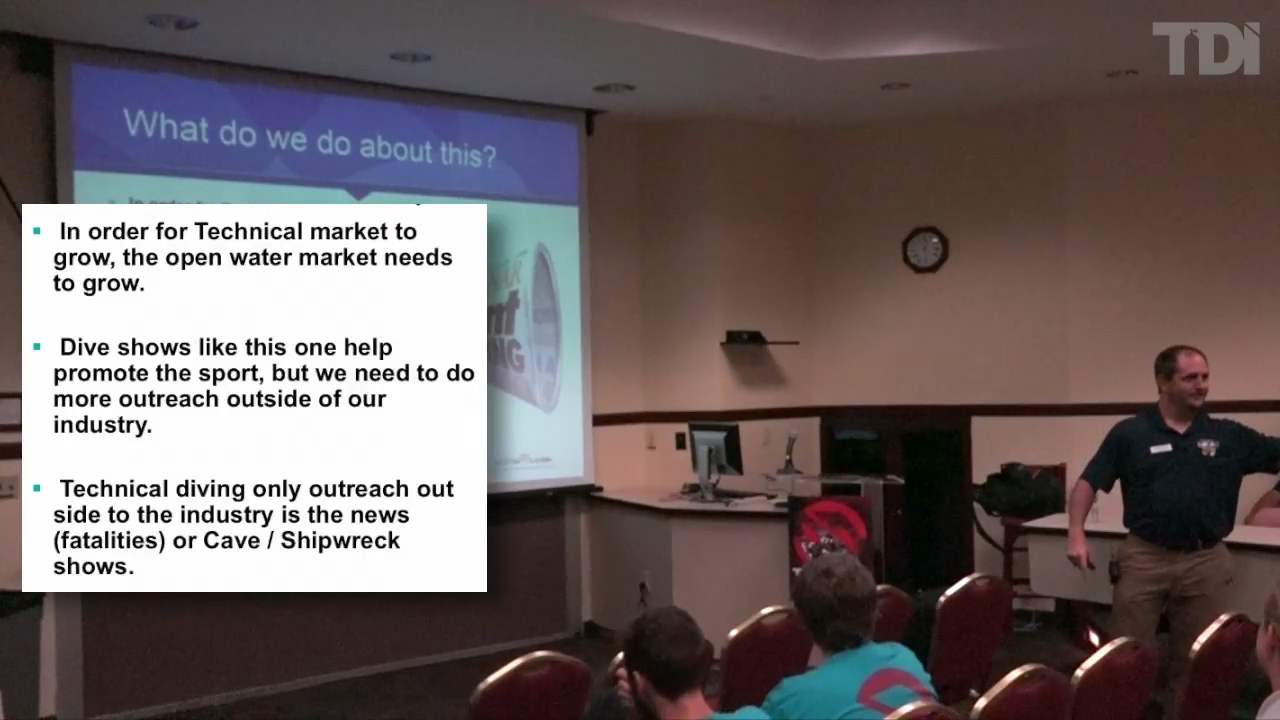 TDI
What do we do about this?
In order for Technical market to
grow, the open water market needs
to grow.
Dive shows like this one help
promote the sport, but we need to do
more outreach outside of our
industry.
Technical diving only outreach out
side to the industry is the news
(fatalities) or Cave / Shipwreck
shows.